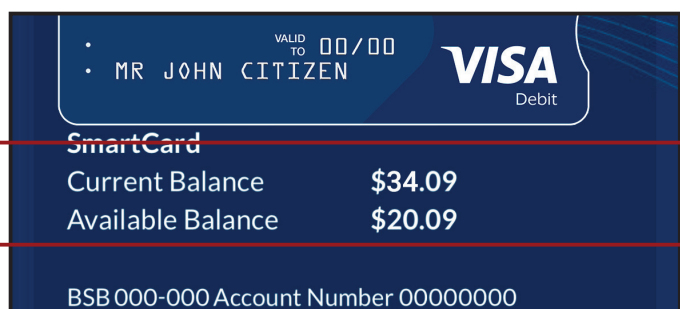 VALID TO 00/00
MR JOHN CITIZEN
VISA
Debit
SmartCard
Current Balance $34.09
Available Balance $20.09
BSB 000-000 Account Number 00000000